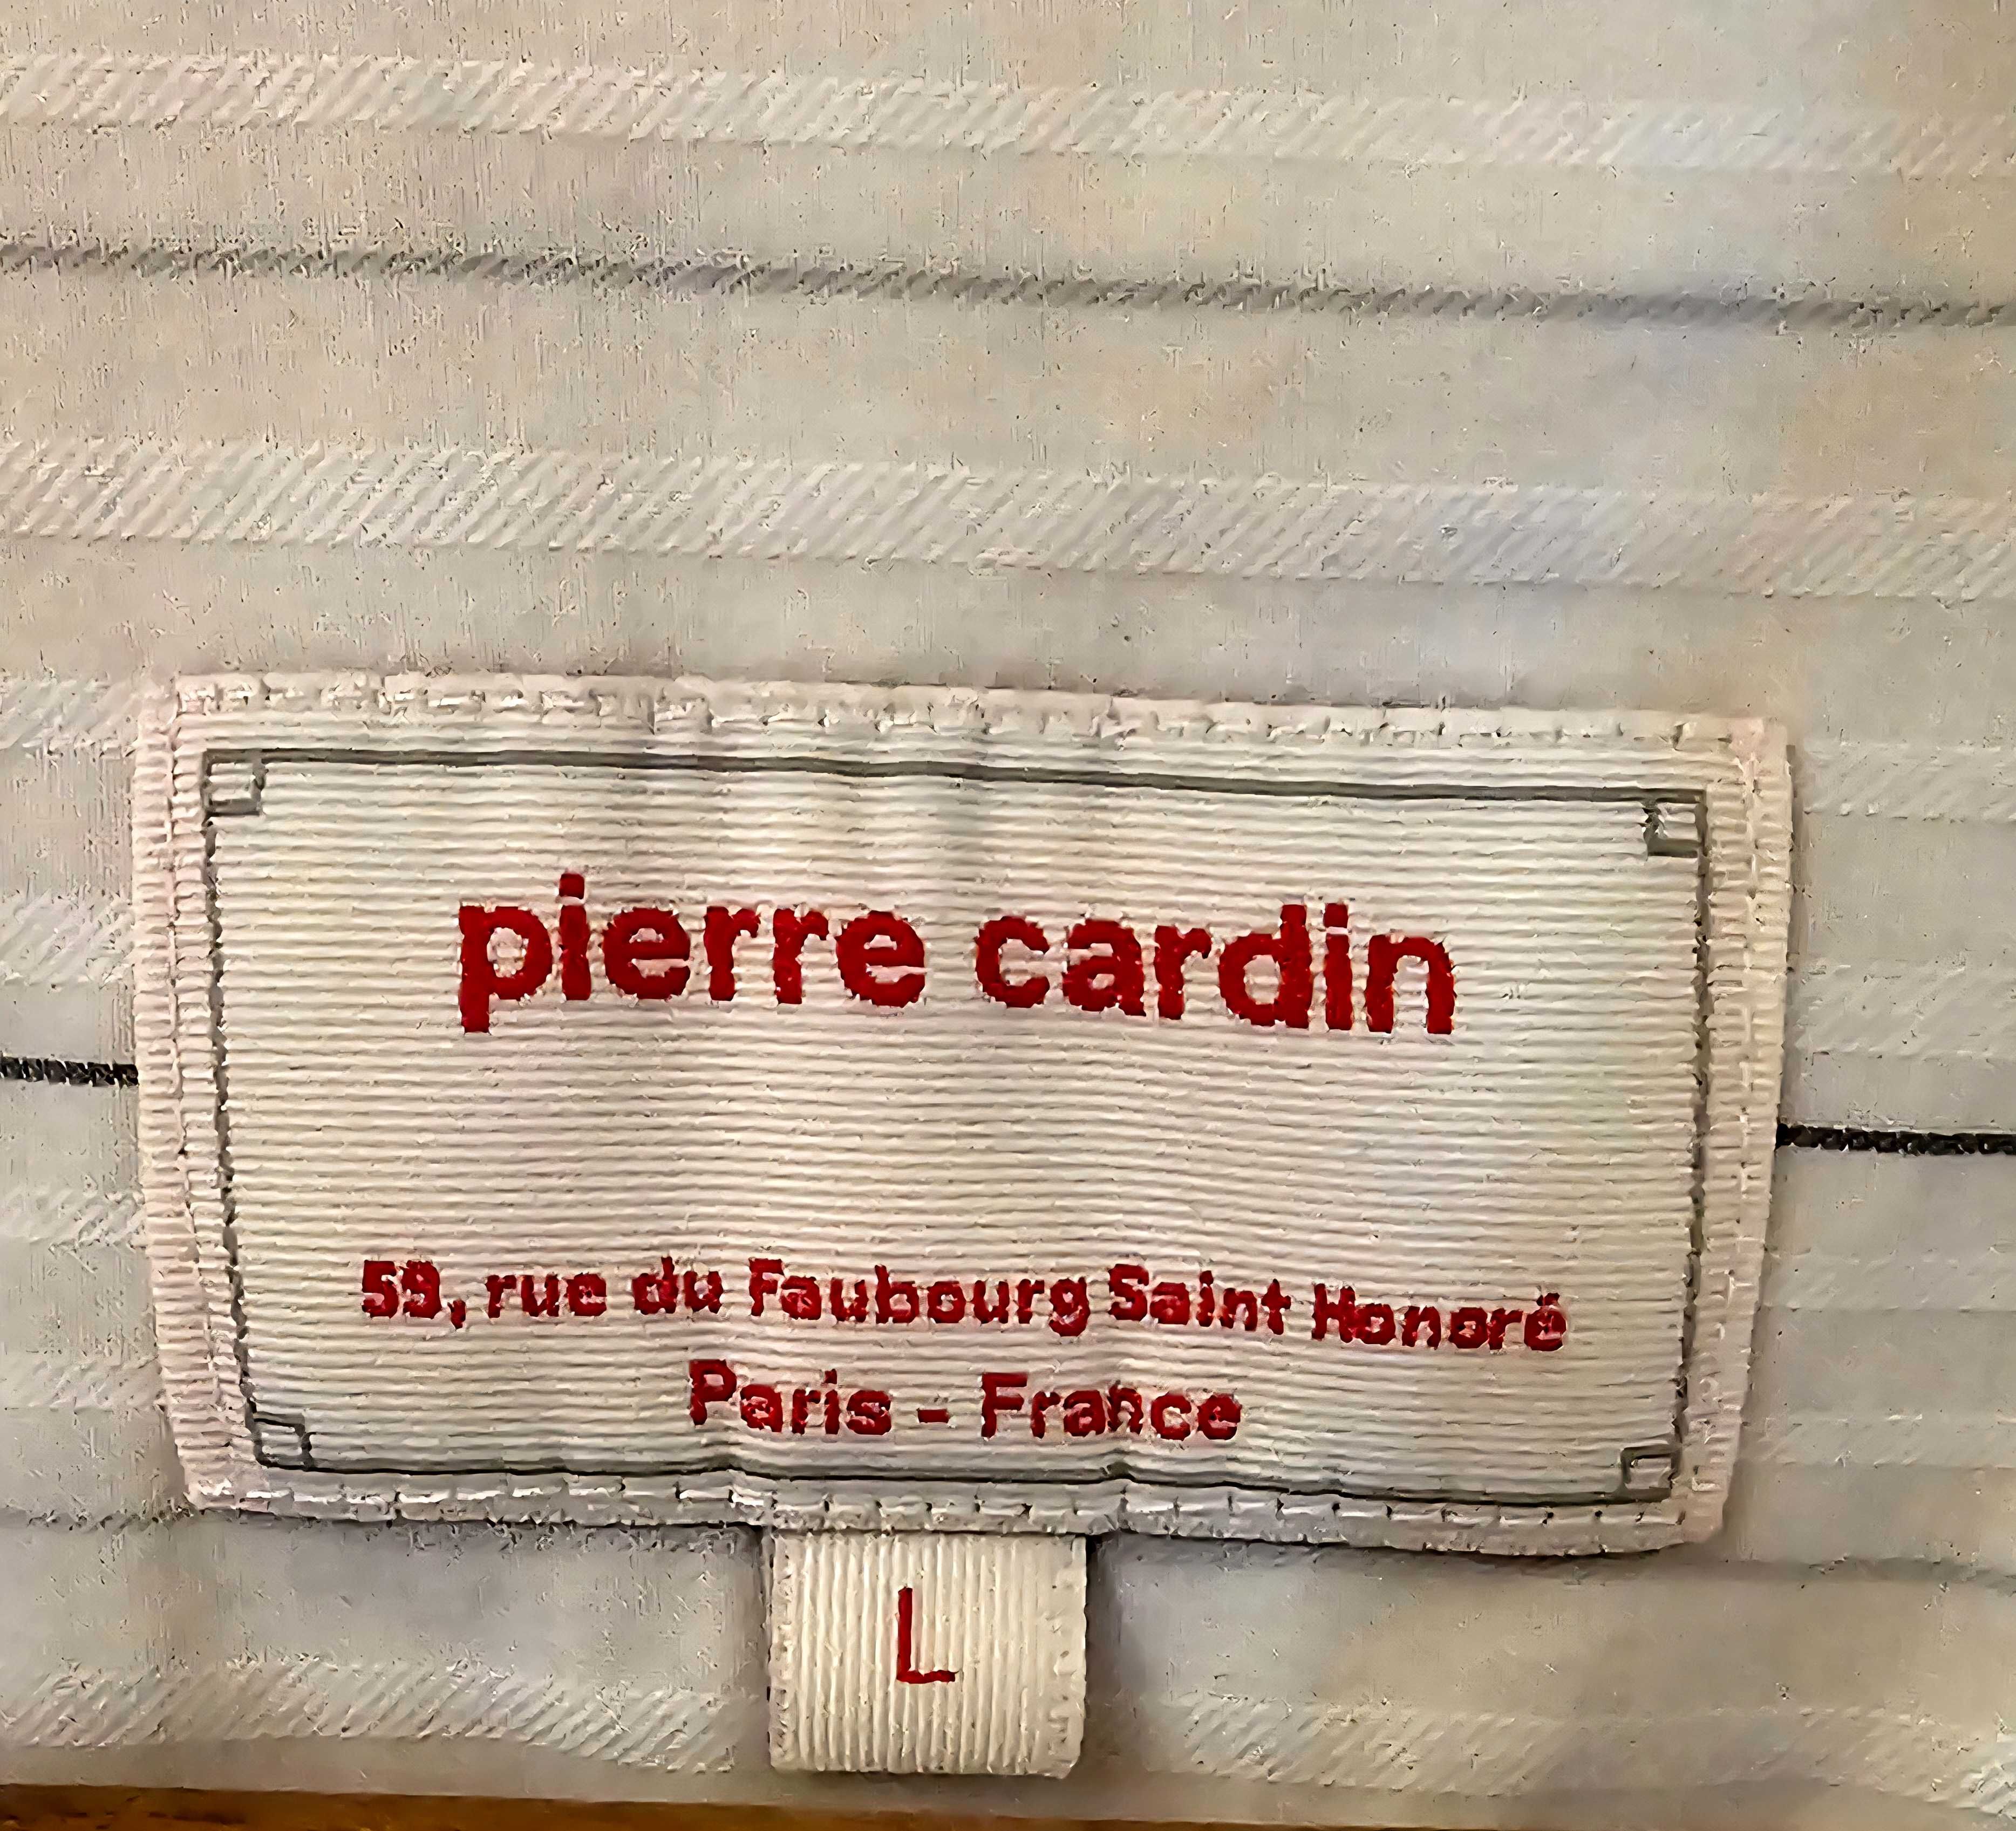 pierre cardin
59, rue du Faubourg Saint Honoré
Paris - France
L